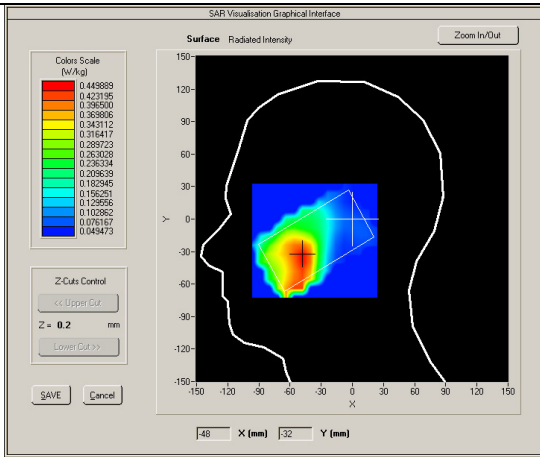 SAR Visualisation Graphical Interface
Surface Radiated Intensity
Zoom In/Out
Colors Scale
(W/kg)
0.449889
0.423195
0.396500
0.369806
0.343112
0.316417
0.289723
0.263028
0.236334
0.209639
0.182945
0.156251
0.129556
0.102862
0.076167
0.049473
Z-Cuts Control
<< Upper Cut
Z = 0.2 mm
Lower Cut >>
SAVE Cancel
150
120
90
60
30
0
-30
-60
-90
-120
-150
Y
-150 -120 -90 -60 -30 0 30 60 90 120 150
X
-48 X (mm) -32 Y (mm)